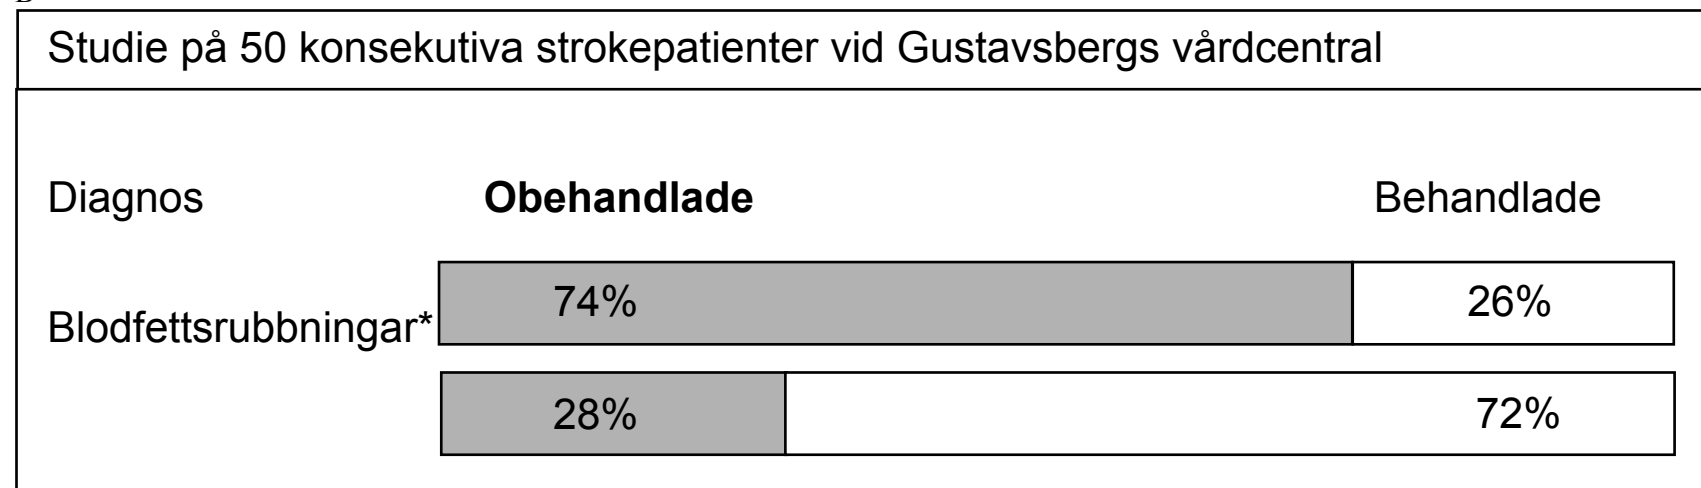 Studie på 50 konsekutiva strokepatienter vid Gustavsbergs vårdcentral
Diagnos Obehandlade Behandlade
74% 26%
Blodfettsrubbningar*
28% 72%